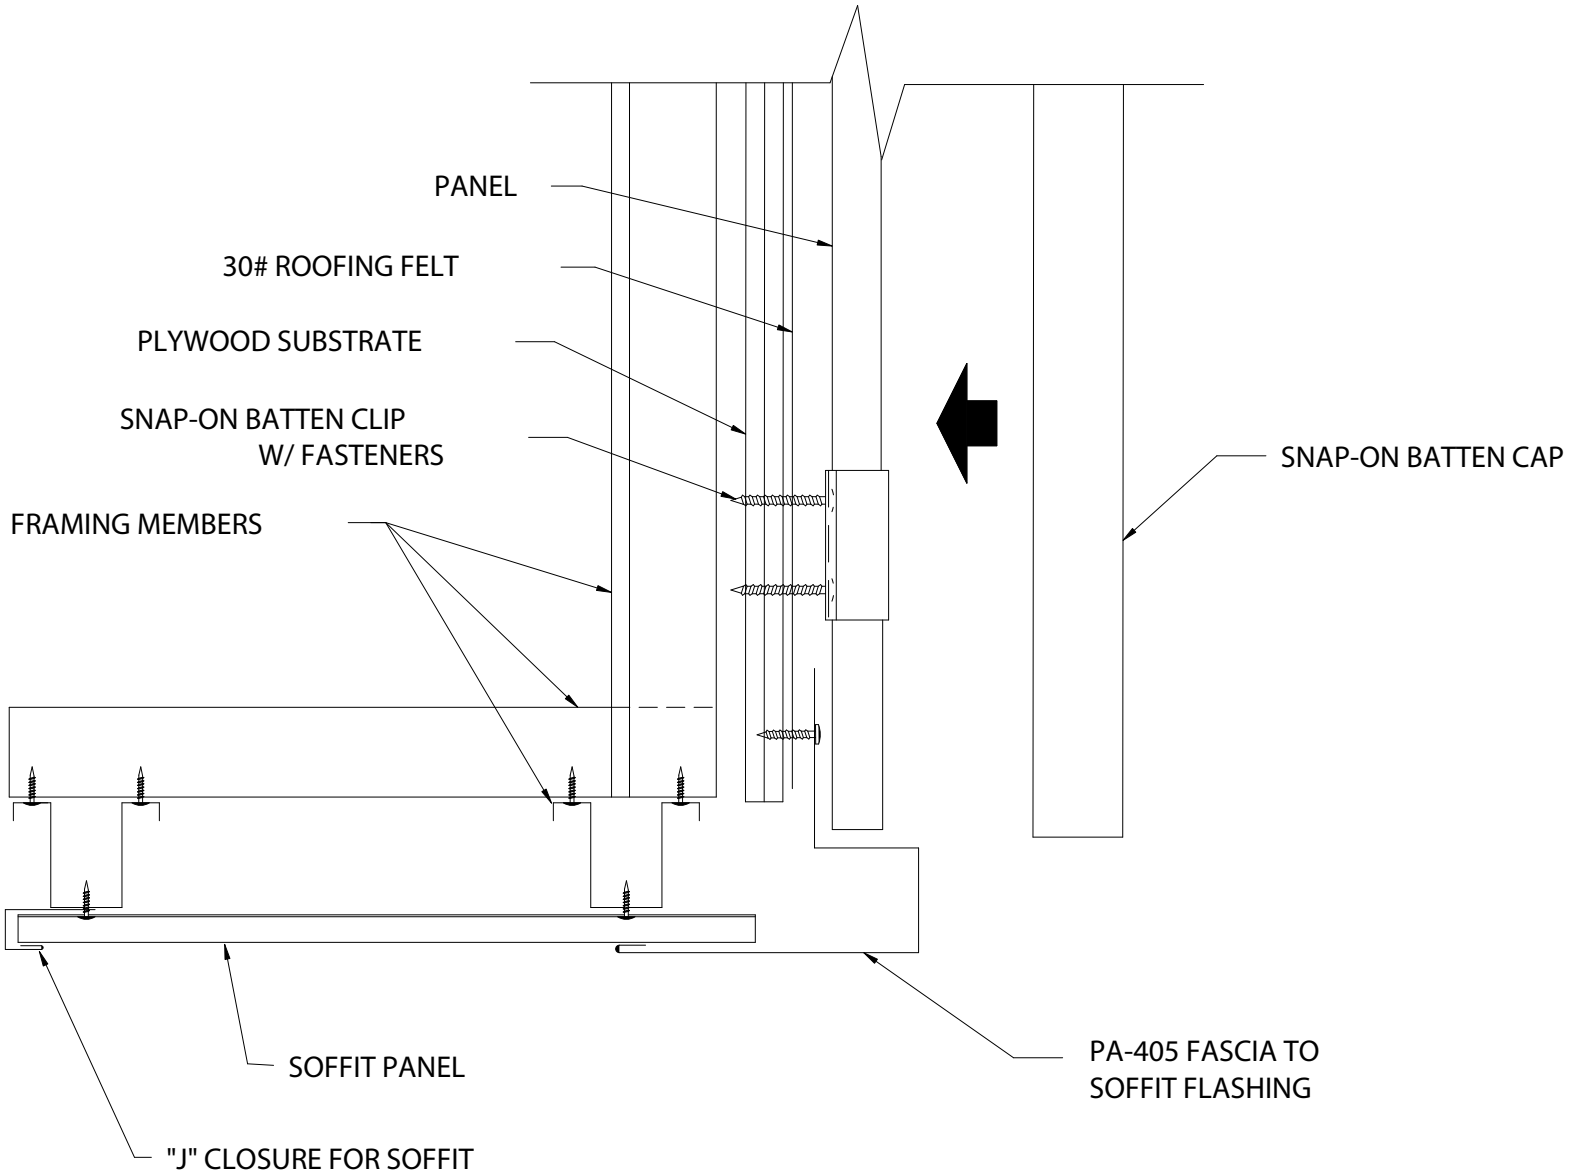 PANEL
30# ROOFING FELT
PLYWOOD SUBSTRATE
SNAP-ON BATTEN CLIP
W/ FASTENERS
SNAP-ON BATTEN CAP
FRAMING MEMBERS
PA-405 FASCIA TO
SOFFIT FLASHING
SOFFIT PANEL
"J" CLOSURE FOR SOFFIT